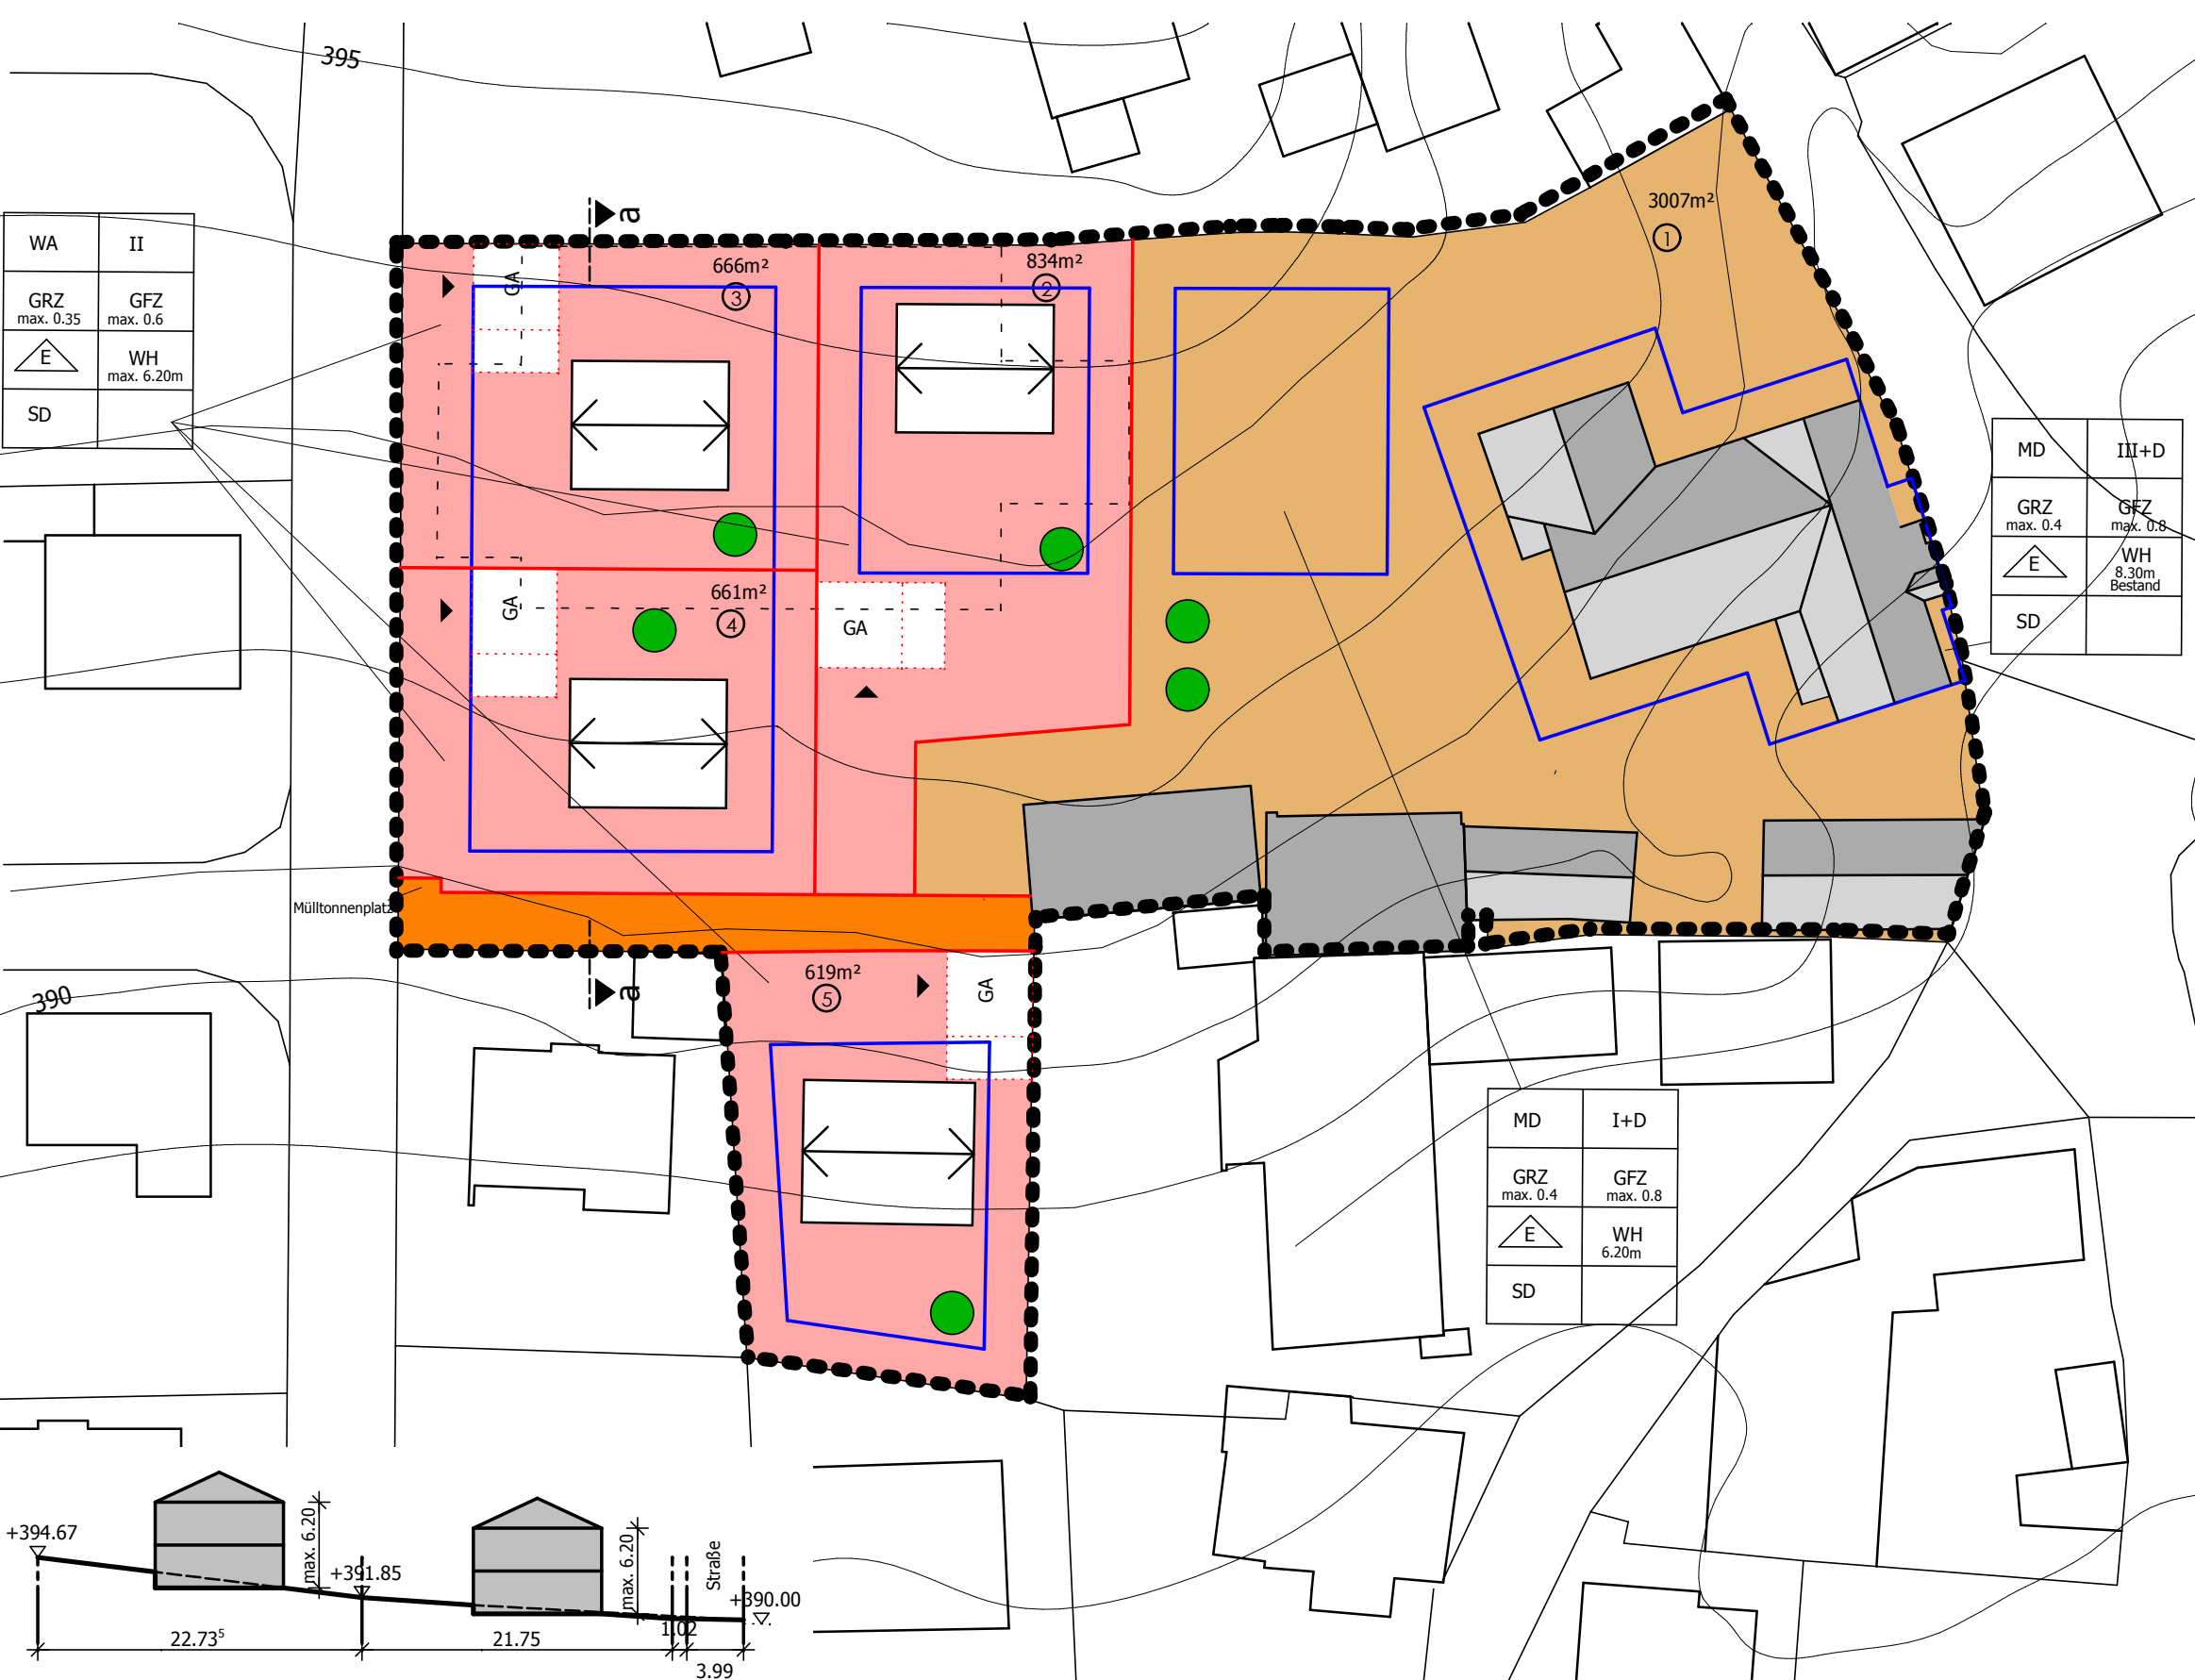 395
a
3007m²
1
WA II
GRZ GFZ
max. 0.35 max. 0.6
E WH
max. 6.20m
SD
GA
666m²
3
834m²
2
MD III+D
GRZ GFZ
max. 0.4 max. 0.8
E WH
8.30m
Bestand
SD
GA
661m²
4
GA
Mülltonnenplatz
390
a
619m²
5
GA
MD I+D
GRZ GFZ
max. 0.4 max. 0.8
E WH
6.20m
SD
+394.67
max. 6.20
+391.85
max. 6.20
Straße
+390.00
22.73⁵
21.75
1.02
3.99